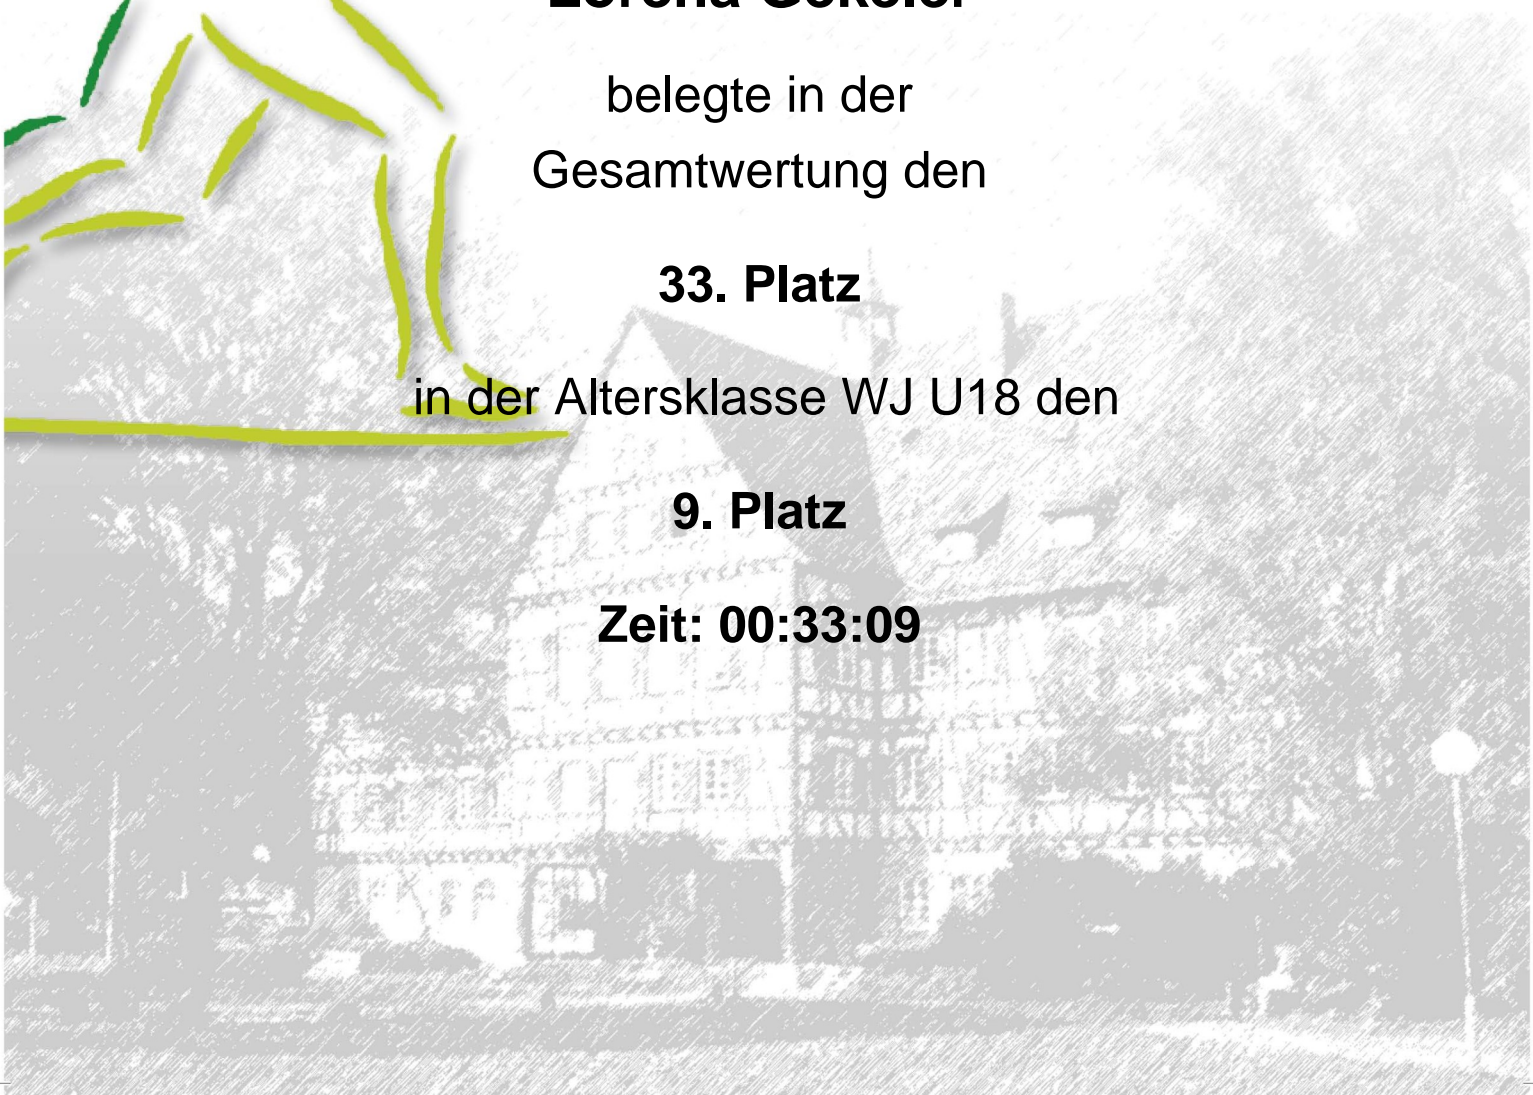 belegte in der
Gesamtwertung den
33. Platz
in der Altersklasse WJ U18 den
9. Platz
Zeit: 00:33:09